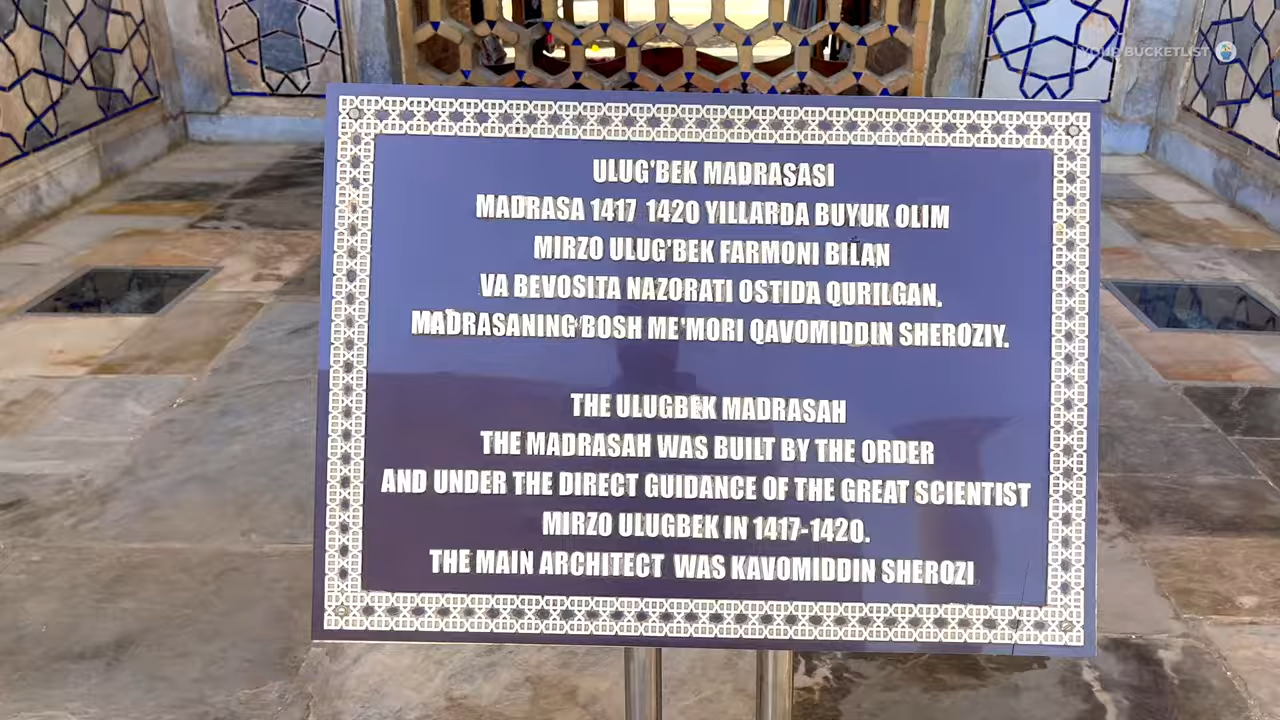 YOUR BUCKETLIST
ULUG'BEK MADRASASI
MADRASA 1417 1420 YILLARDA BUYUK OLIM
MIRZO ULUG'BEK FARMONI BILAN
VA BEVOSITA NAZORATI OSTIDA QURILGAN.
MADRASANING BOSH ME'MORI QAVOMIDDIN SHEROZIY.
THE ULUGBEK MADRASAH
THE MADRASAH WAS BUILT BY THE ORDER
AND UNDER THE DIRECT GUIDANCE OF THE GREAT SCIENTIST
MIRZO ULUGBEK IN 1417-1420.
THE MAIN ARCHITECT WAS KAVOMIDDIN SHEROZI